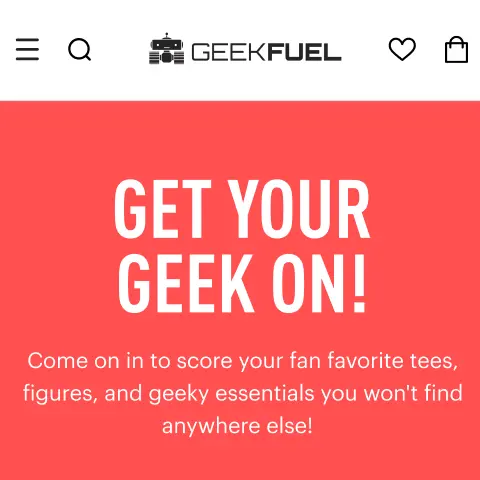 GEEKFUEL
GET YOUR
GEEK ON!
Come on in to score your fan favorite tees,
figures, and geeky essentials you won't find
anywhere else!